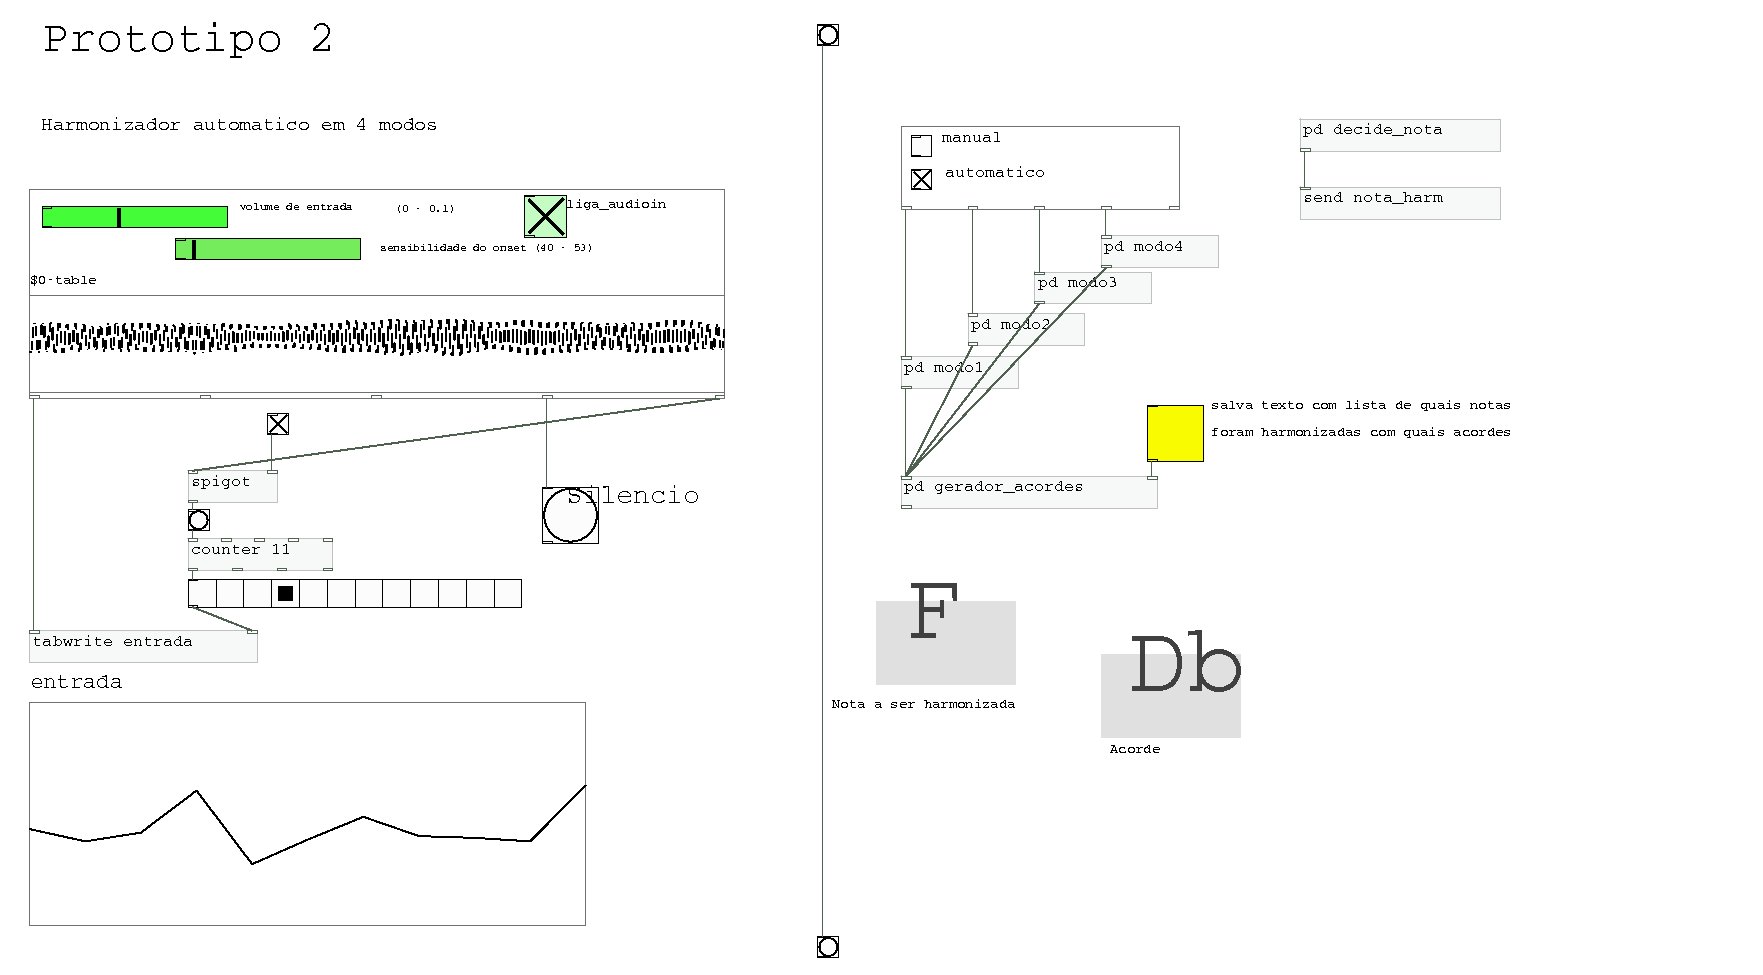 Prototipo 2
Harmonizador automatico em 4 modos
volume de entrada (0 - 0.1)
liga_audioin
sensibilidade do onset (40 - 53)
$0-table
spigot
Silencio
counter 11
tabwrite entrada
entrada
manual
automatico
pd decide_nota
send nota_harm
pd modo4
pd modo3
pd modo2
pd modo1
salva texto com lista de quais notas
foram harmonizadas com quais acordes
pd gerador_acordes
F
Nota a ser harmonizada
Db
Acorde